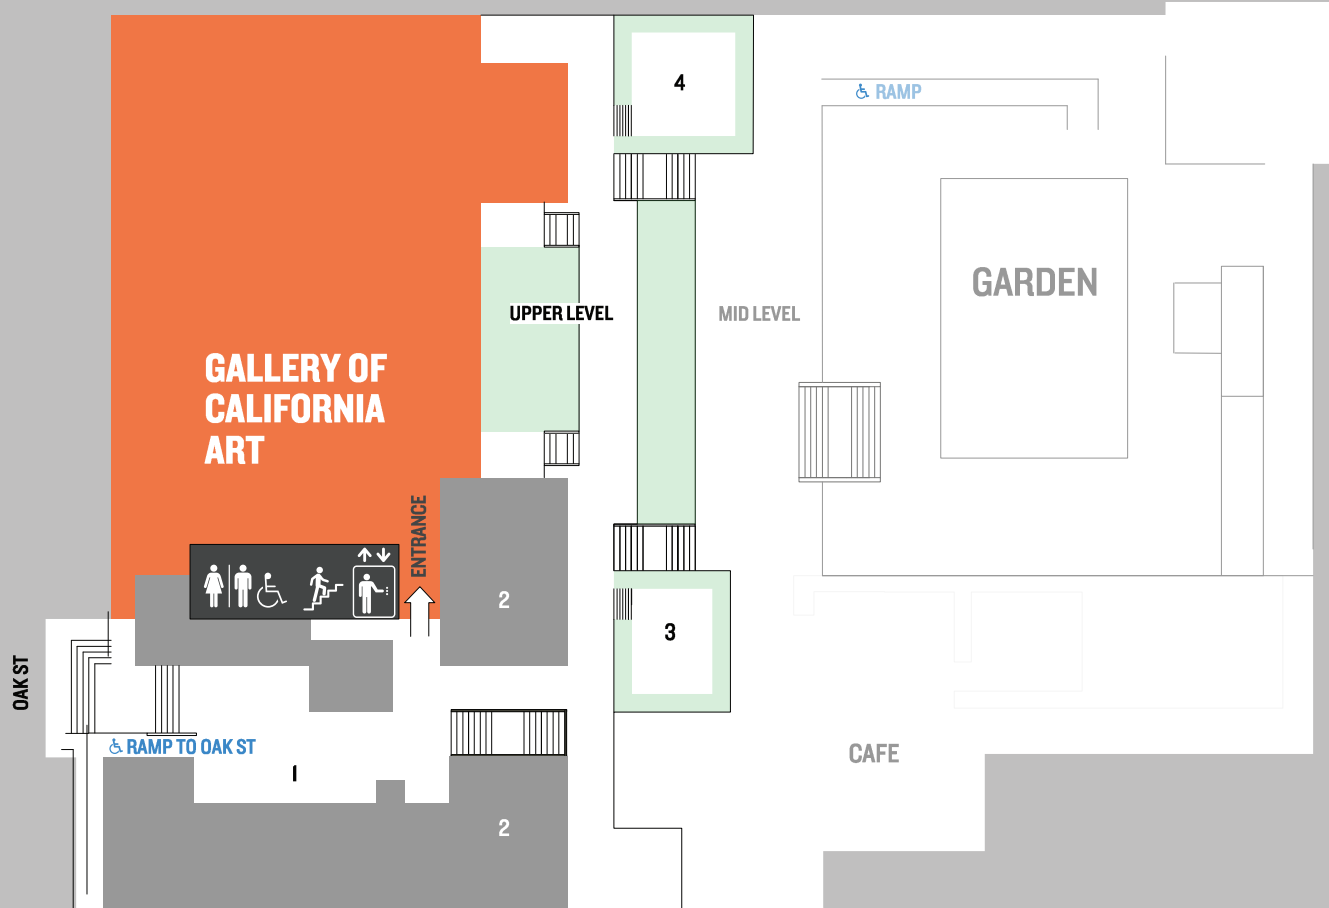 4
RAMP
GARDEN
UPPER LEVEL
MID LEVEL
GALLERY OF
CALIFORNIA
ART
ENTRANCE
2
3
OAK ST
RAMP TO OAK ST
1
CAFE
2